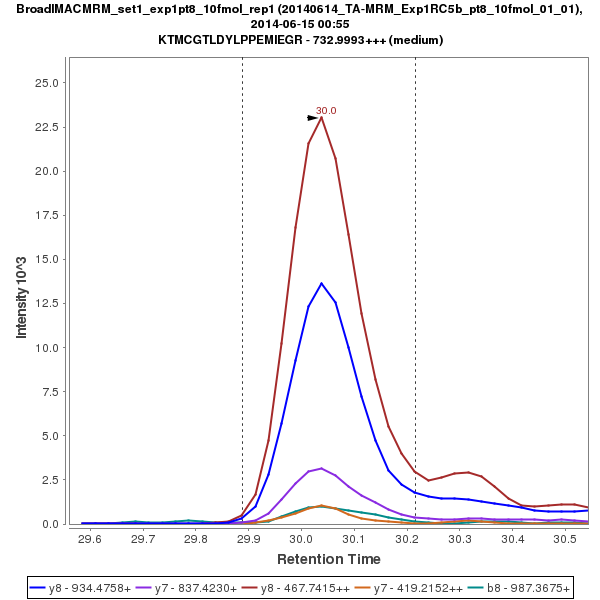 BroadIMACMRM_set1_exp1pt8_10fmol_rep1 (20140614_TA-MRM_Exp1RC5b_pt8_10fmol_01_01),
2014-06-15 00:55
KTMCGTLDYLPPEMIEGR - 732.9993+++ (medium)
30.0
25.0
22.5
20.0
17.5
15.0
12.5
10.0
7.5
5.0
2.5
0.0
Intensity 10^3
29.6 29.7 29.8 29.9 30.0 30.1 30.2 30.3 30.4 30.5
Retention Time
y8 - 934.4758+ y7 - 837.4230+ y8 - 467.7415++ y7 - 419.2152++ b8 - 987.3675+